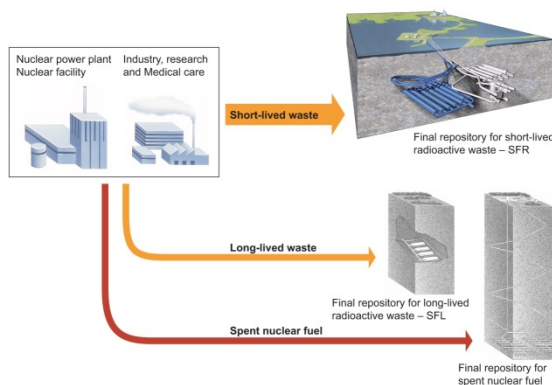 Nuclear power plant
Nuclear facility
Industry, research
and Medical care
Short-lived waste
Final repository for short-lived
radioactive waste – SFR
Long-lived waste
Final repository for long-lived
radioactive waste – SFL
Spent nuclear fuel
Final repository for
spent nuclear fuel